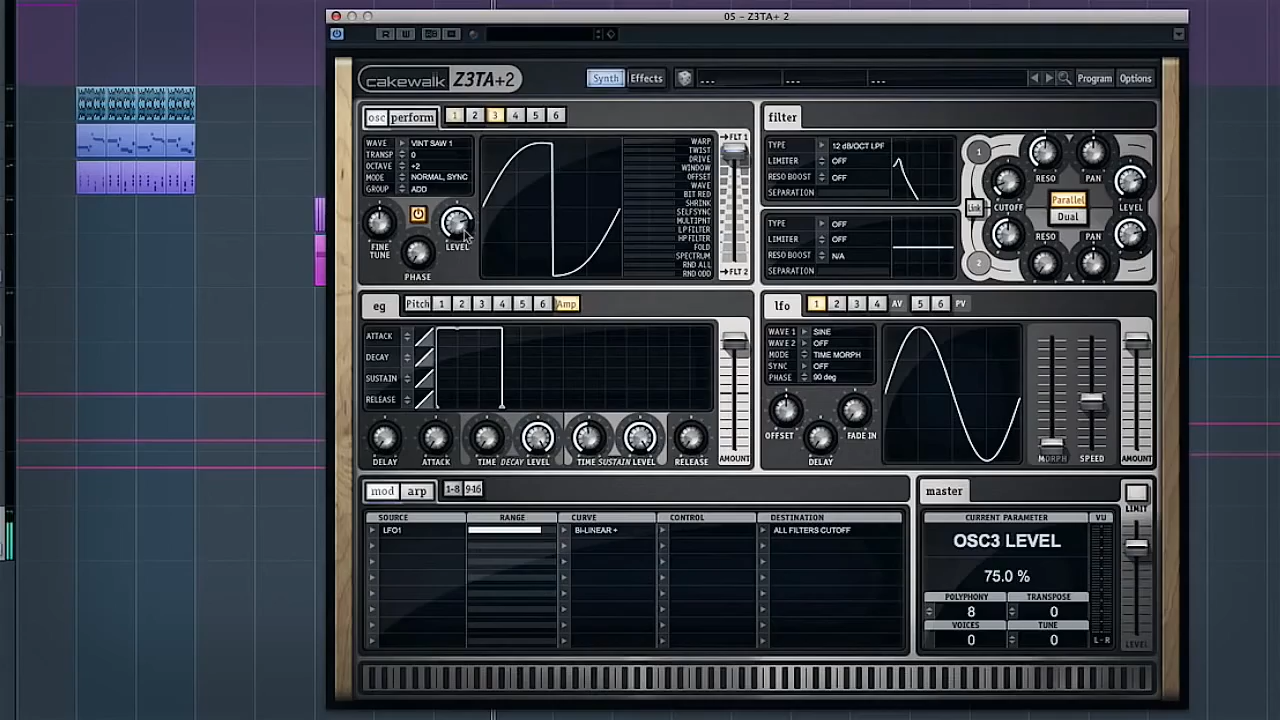 05 - Z3TA+ 2
R W
cakewalk Z3TA+2
Synth Effects
--- --- ---
Program Options
osc perform 1 2 3 4 5 6
WAVE VINT SAW 1
TRANSP 0
OCTAVE +2
MODE NORMAL, SYNC
GROUP ADD
FINE TUNE
PHASE
LEVEL
WARP
TWIST
DRIVE
WINDOW
OFFSET
WAVE
BIT RED
SHRINK
SELFSYNC
MULTIPNT
LPFILTER
HPFILTER
FOLD
SPECTRUM
RND ALL
RND ODD
FLT 1
FLT 2
filter
TYPE 12 dB/OCT LPF
LIMITER OFF
RESO BOOST OFF
SEPARATION
TYPE OFF
LIMITER OFF
RESO BOOST N/A
SEPARATION
1
RESO PAN
CUTOFF
LEVEL
Link
Parallel
Dual
RESO PAN
2
eg Pitch 1 2 3 4 5 6 Amp
ATTACK
DECAY
SUSTAIN
RELEASE
DELAY ATTACK TIME DECAY LEVEL TIME SUSTAIN LEVEL RELEASE
AMOUNT
lfo 1 2 3 4 AV 5 6 PV
WAVE 1 SINE
WAVE 2 OFF
MODE TIME MORPH
SYNC OFF
PHASE 90 deg
OFFSET
DELAY
FADE IN
MORPH SPEED AMOUNT
mod arp 1-8 9-16
SOURCE RANGE CURVE CONTROL DESTINATION
LFO1 BI-LINEAR + ALL FILTERS CUTOFF
master
LIMIT
CURRENT PARAMETER VU
OSC3 LEVEL
75.0 %
POLYPHONY TRANSPOSE
8 0
VOICES TUNE
0 0
L - R
LEVEL